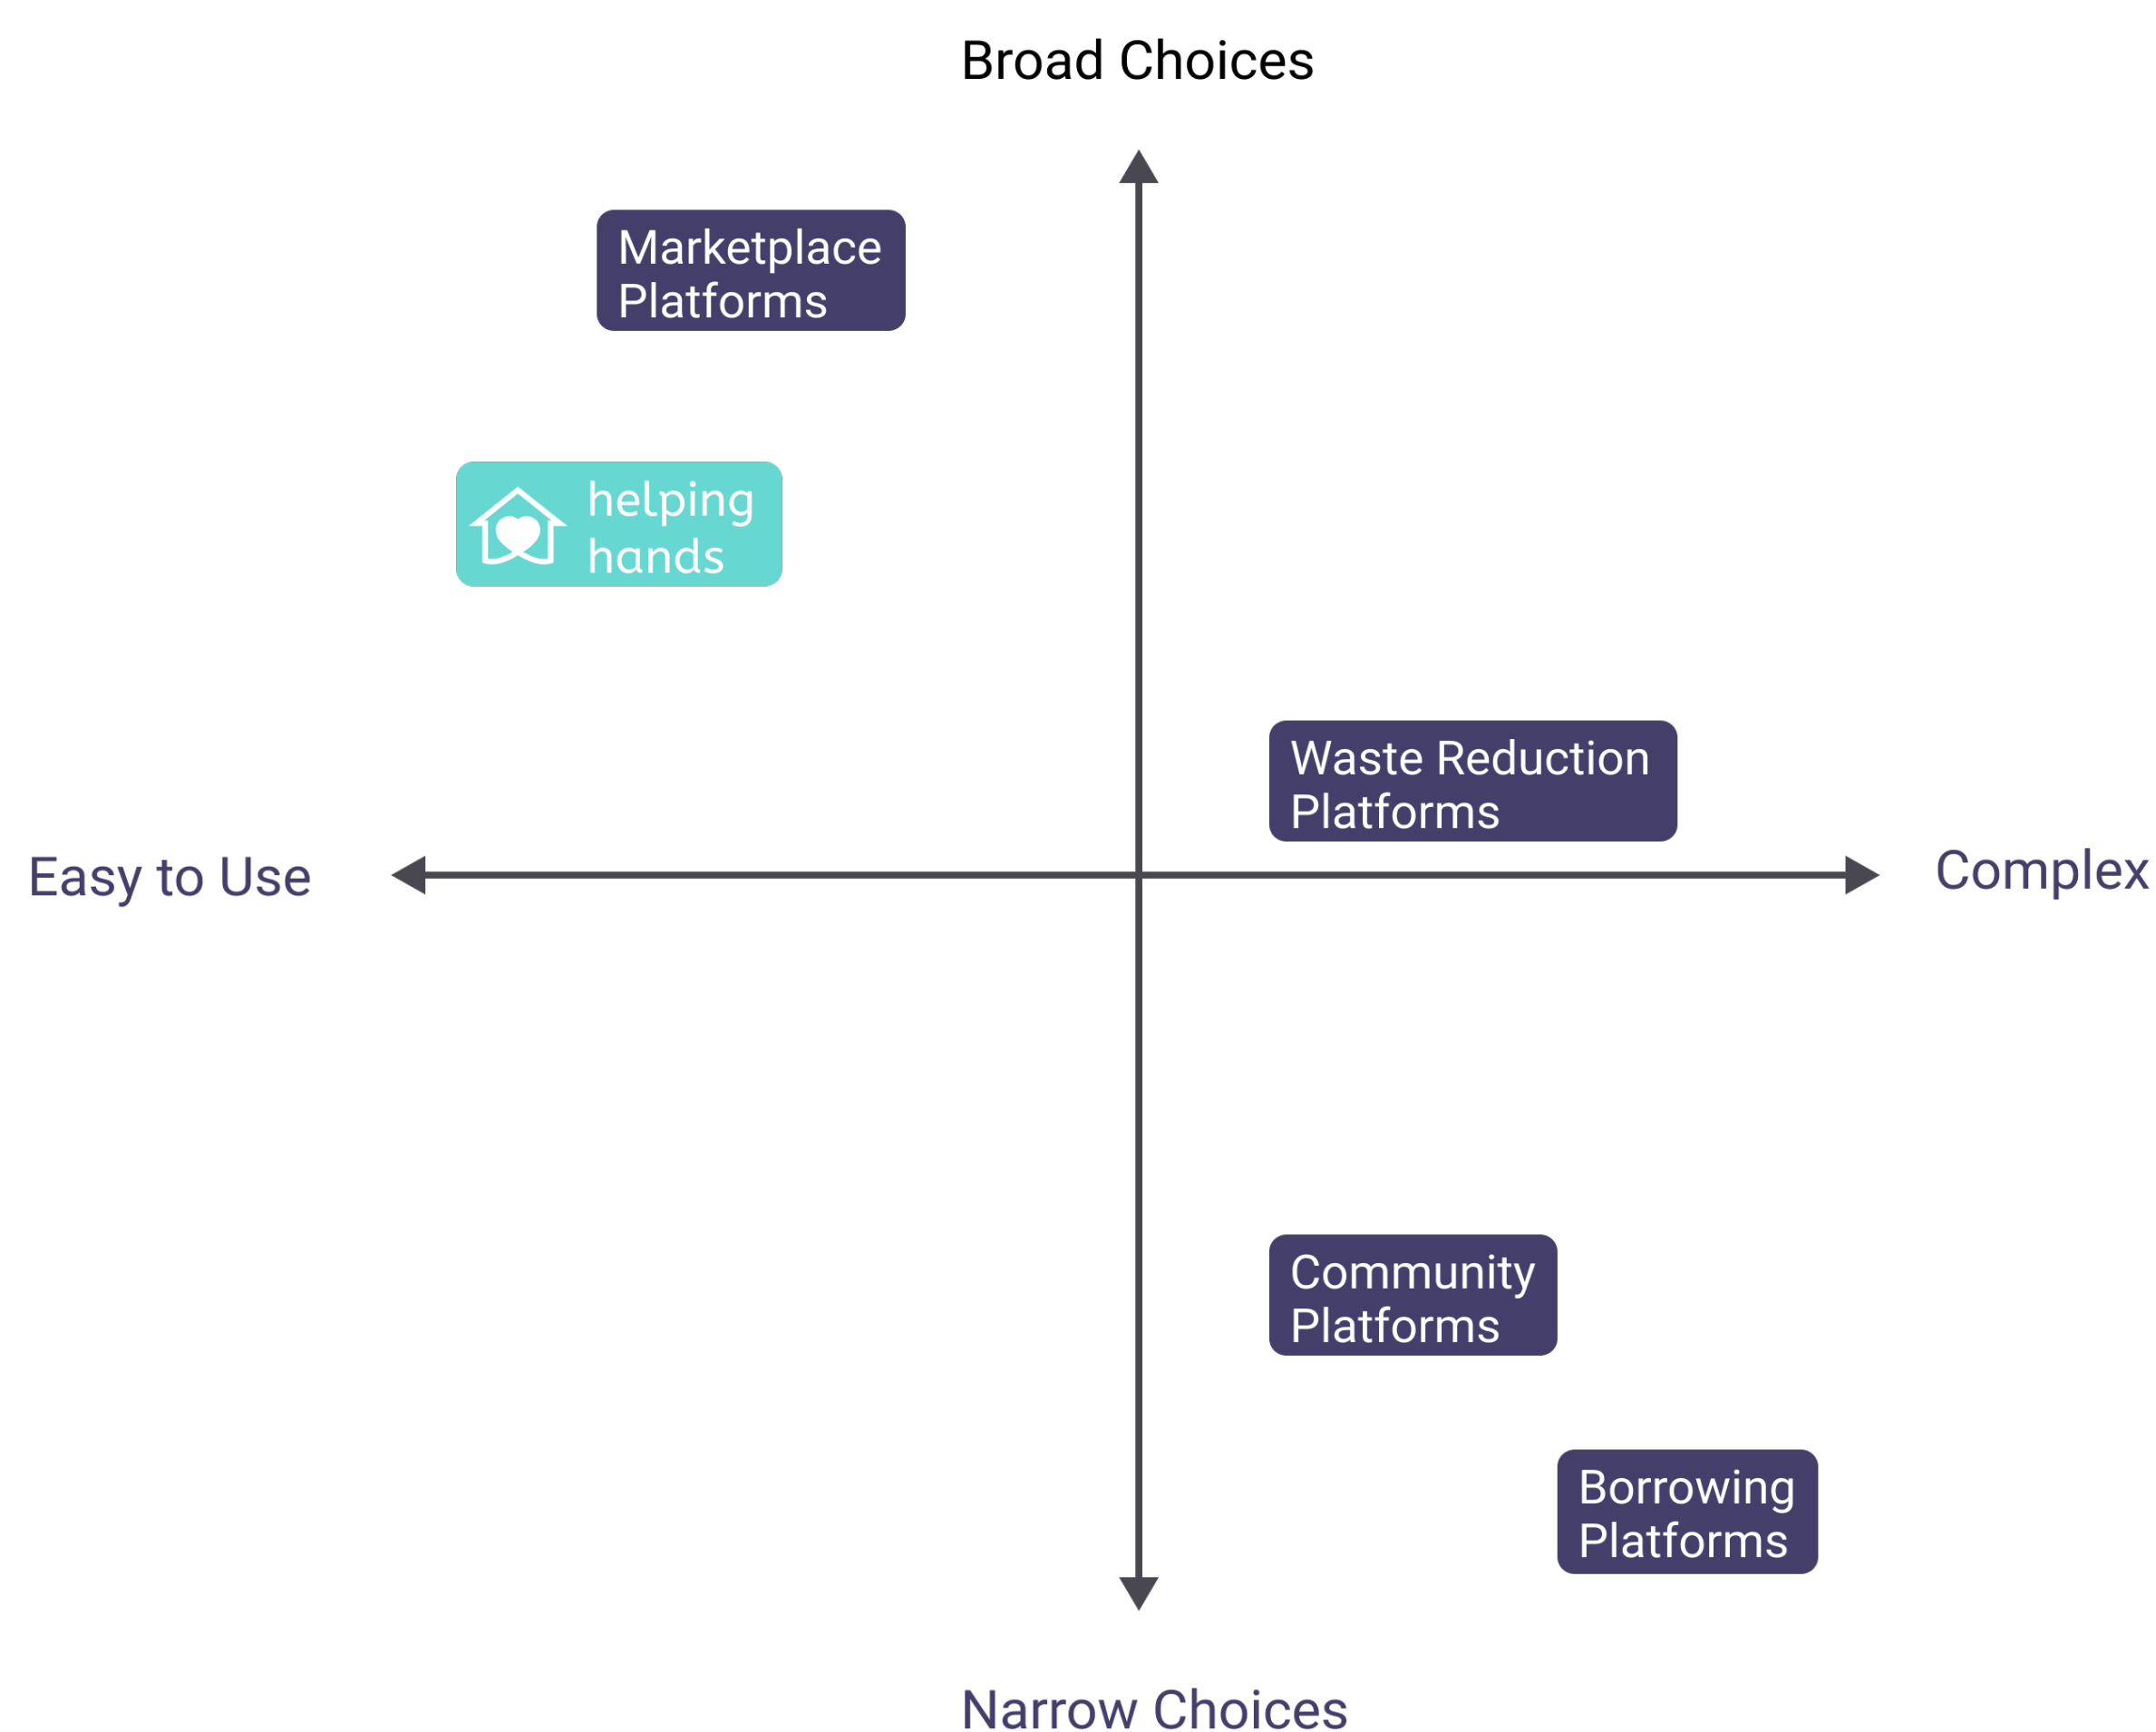 Broad Choices
Marketplace
Platforms
helping
hands
Waste Reduction
Platforms
Easy to Use
Complex
Community
Platforms
Borrowing
Platforms
Narrow Choices